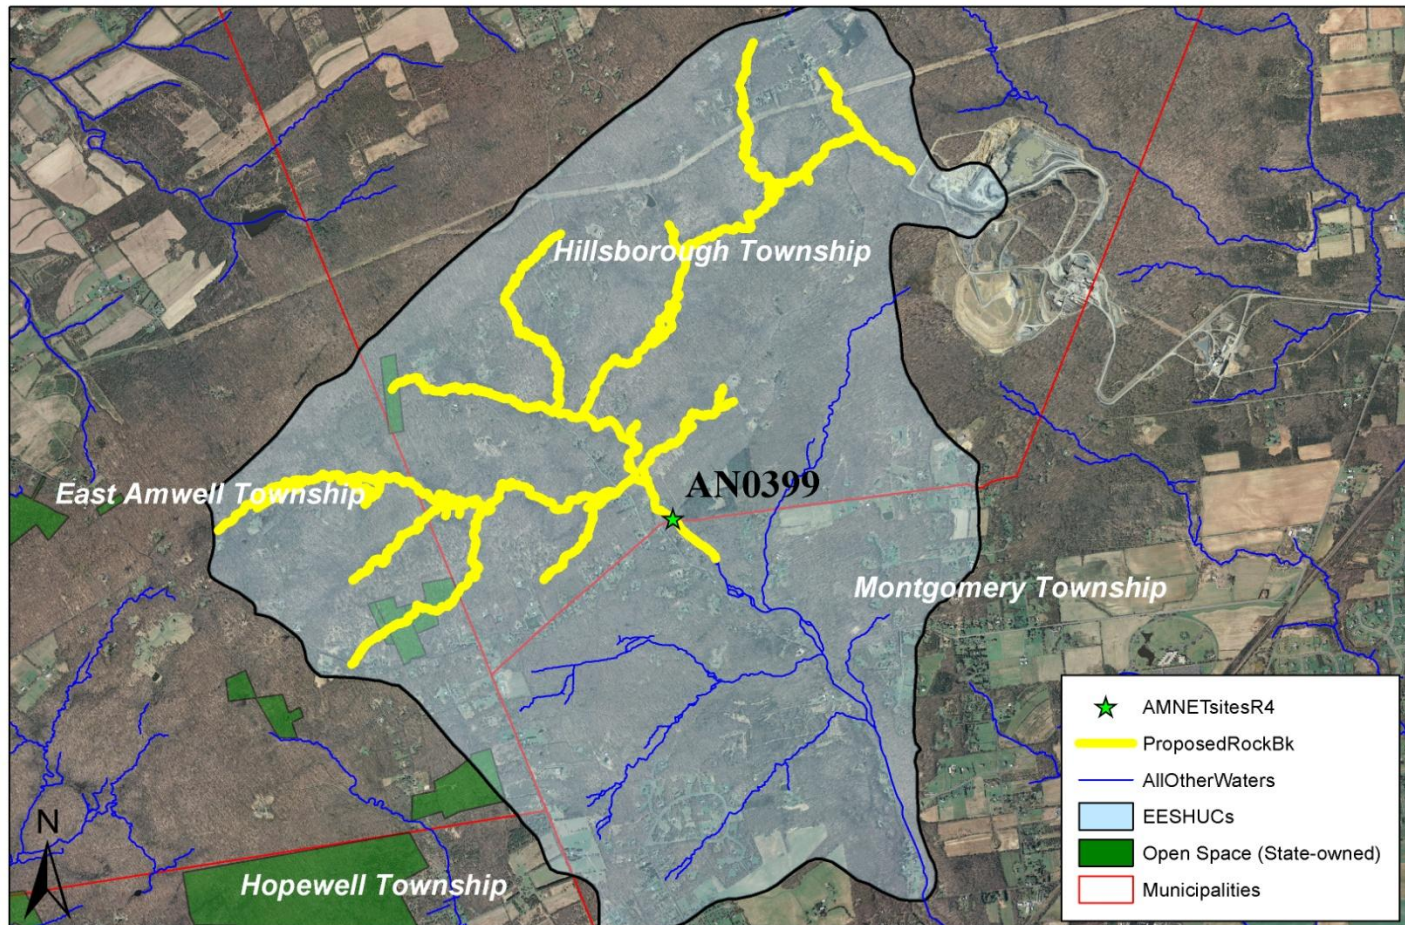 Hillsborough Township
East Amwell Township
AN0399
Montgomery Township
Hopewell Township
N
AMNETsitesR4
ProposedRockBk
AllOtherWaters
EESHUCs
Open Space (State-owned)
Municipalities